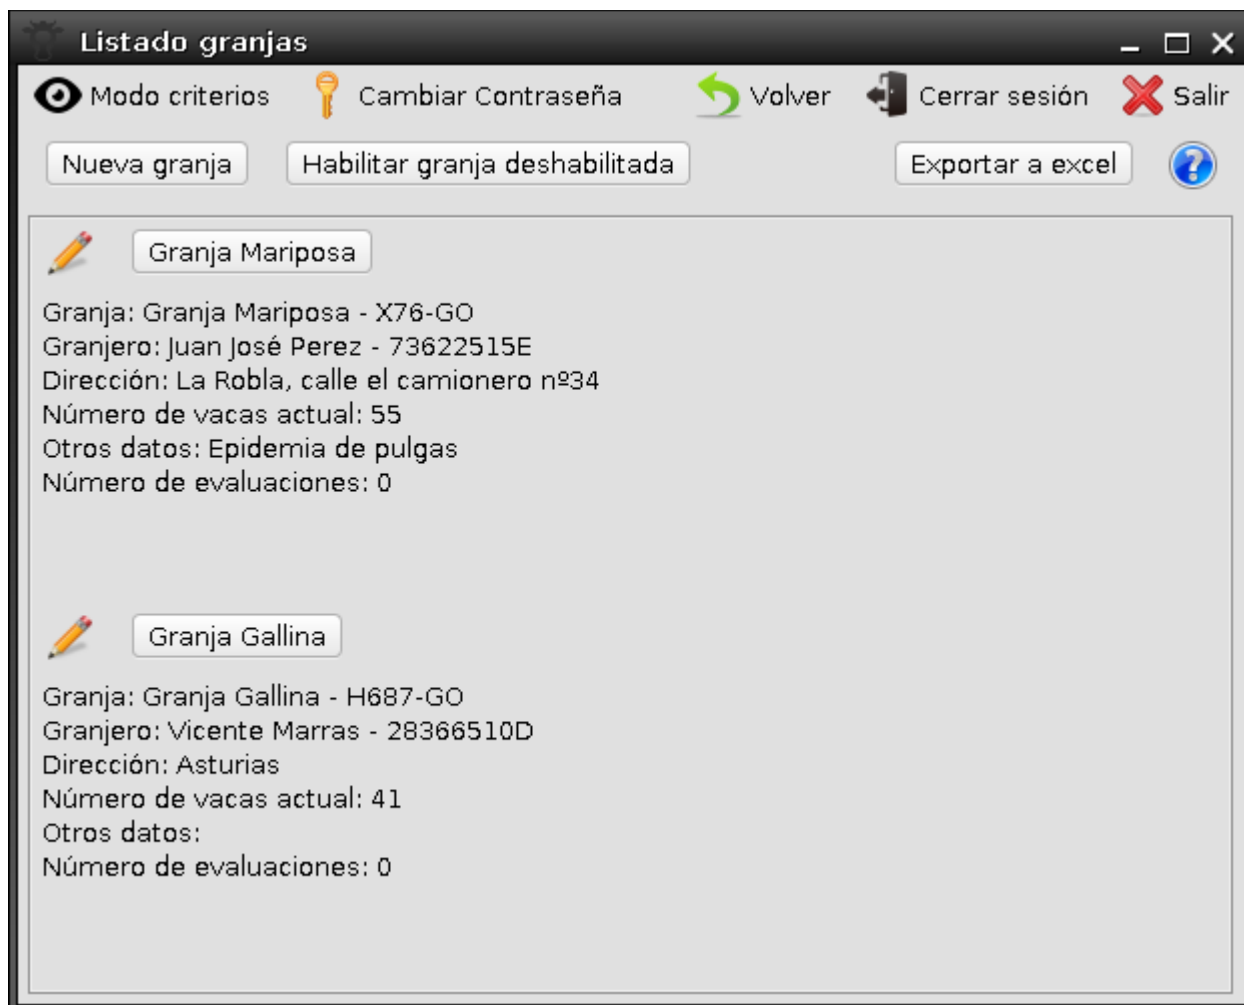 Listado granjas
Modo criterios Cambiar Contraseña Volver Cerrar sesión Salir
Nueva granja Habilitar granja deshabilitada Exportar a excel ?
Granja Mariposa
Granja: Granja Mariposa - X76-GO
Granjero: Juan José Perez - 73622515E
Dirección: La Robla, calle el camionero nº34
Número de vacas actual: 55
Otros datos: Epidemia de pulgas
Número de evaluaciones: 0
Granja Gallina
Granja: Granja Gallina - H687-GO
Granjero: Vicente Marras - 28366510D
Dirección: Asturias
Número de vacas actual: 41
Otros datos:
Número de evaluaciones: 0